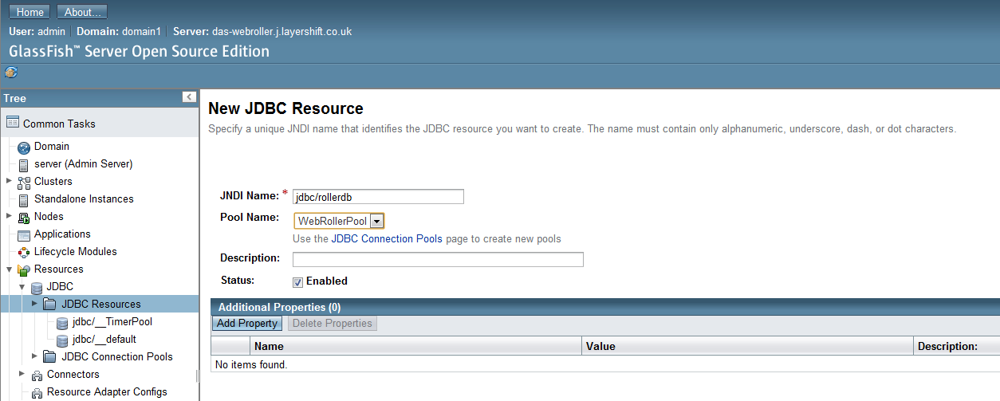 Home About...
User: admin Domain: domain1 Server: das-webroller.j.layershift.co.uk
GlassFish™ Server Open Source Edition
Tree
Common Tasks
Domain
server (Admin Server)
Clusters
Standalone Instances
Nodes
Applications
Lifecycle Modules
Resources
JDBC
JDBC Resources
jdbc/__TimerPool
jdbc/__default
JDBC Connection Pools
Connectors
Resource Adapter Configs
New JDBC Resource
Specify a unique JNDI name that identifies the JDBC resource you want to create. The name must contain only alphanumeric, underscore, dash, or dot characters.
JNDI Name: * jdbc/rollerdb
Pool Name: WebRollerPool
Use the JDBC Connection Pools page to create new pools
Description:
Status: Enabled
Additional Properties (0)
Add Property Delete Properties
Name Value Description:
No items found.